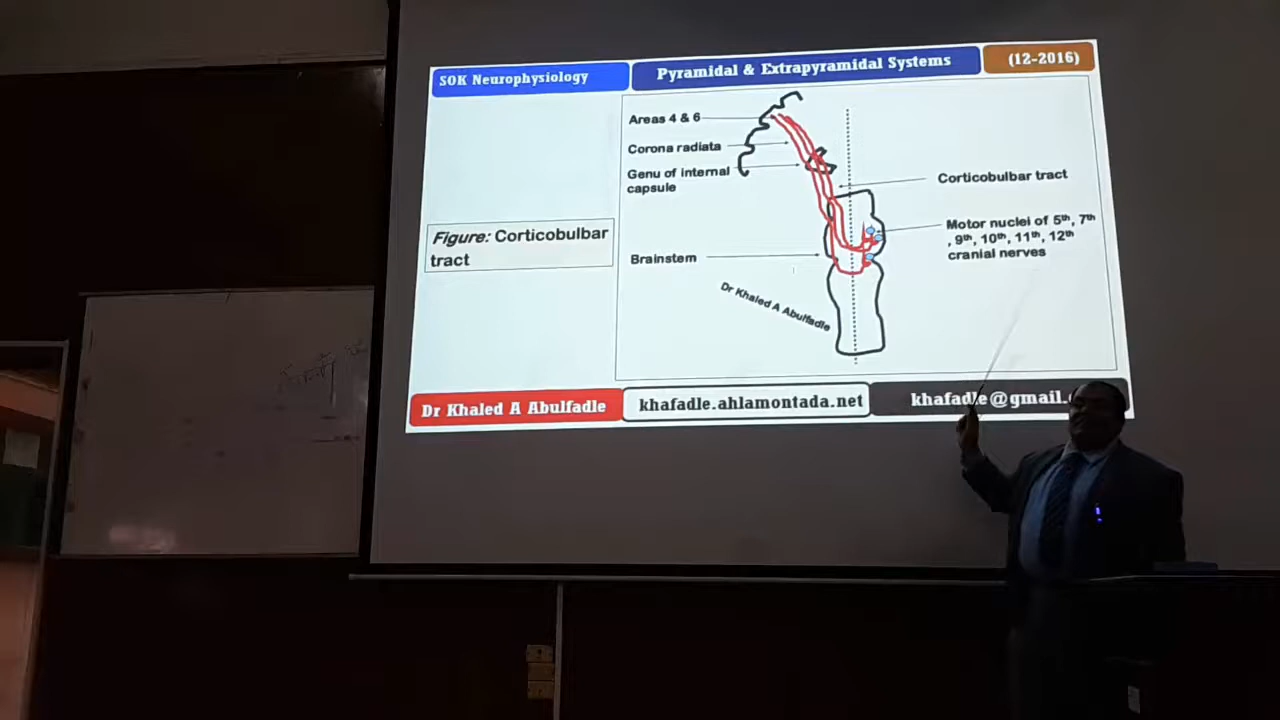 SOK Neurophysiology
Pyramidal & Extrapyramidal Systems
(12-2016)
Areas 4 & 6
Corona radiata
Genu of internal
capsule
Corticobulbar tract
Motor nuclei of 5th, 7th
, 9th, 10th, 11th, 12th
cranial nerves
Figure: Corticobulbar
tract
Brainstem
Dr Khaled A Abulfadle
Dr Khaled A Abulfadle
khafadle.ahlamontada.net
khafadle@gmail.c